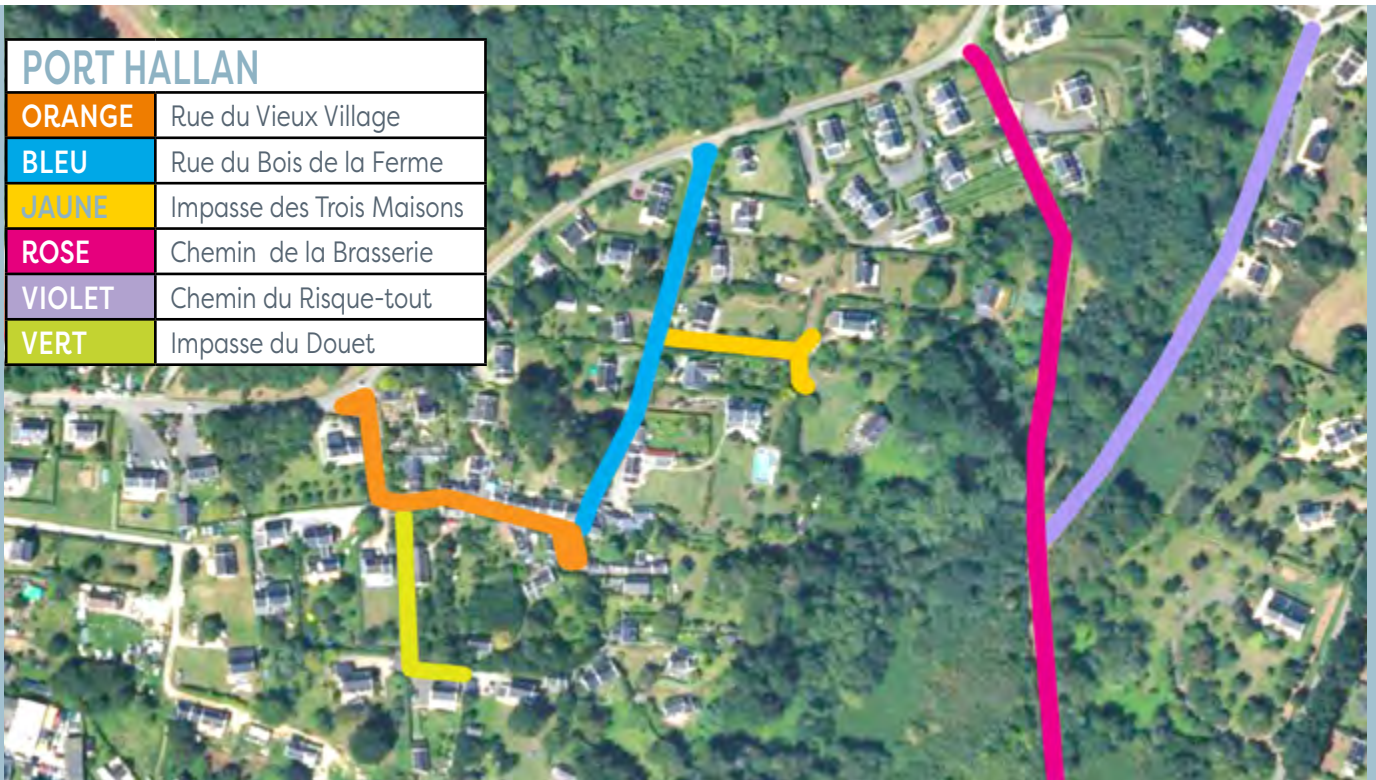 PORT HALLAN
ORANGE Rue du Vieux Village
BLEU Rue du Bois de la Ferme
JAUNE Impasse des Trois Maisons
ROSE Chemin de la Brasserie
VIOLET Chemin du Risque-tout
VERT Impasse du Douet